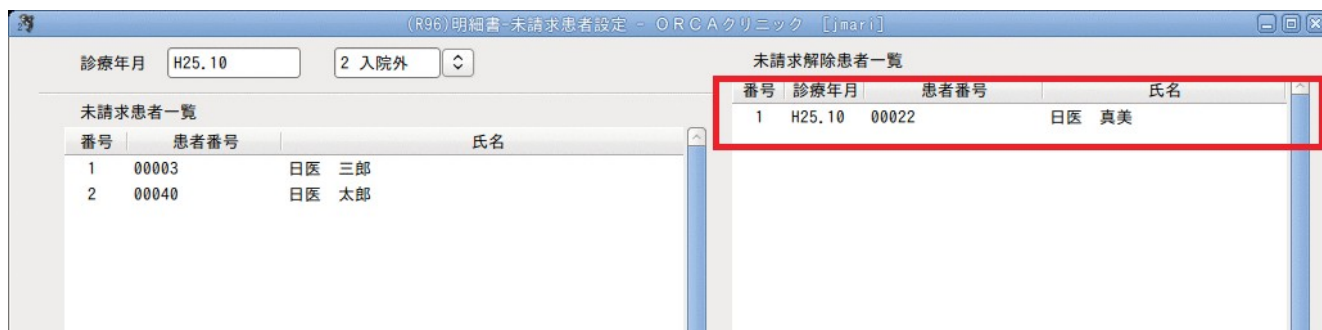 (R96)明細書-未請求患者設定 - ＯＲＣＡクリニック [jmari]
診療年月 H25.10 2 入院外
未請求患者一覧
番号 患者番号 氏名
1 00003 日医 三郎
2 00040 日医 太郎
未請求解除患者一覧
番号 診療年月 患者番号 氏名
1 H25.10 00022 日医 真美